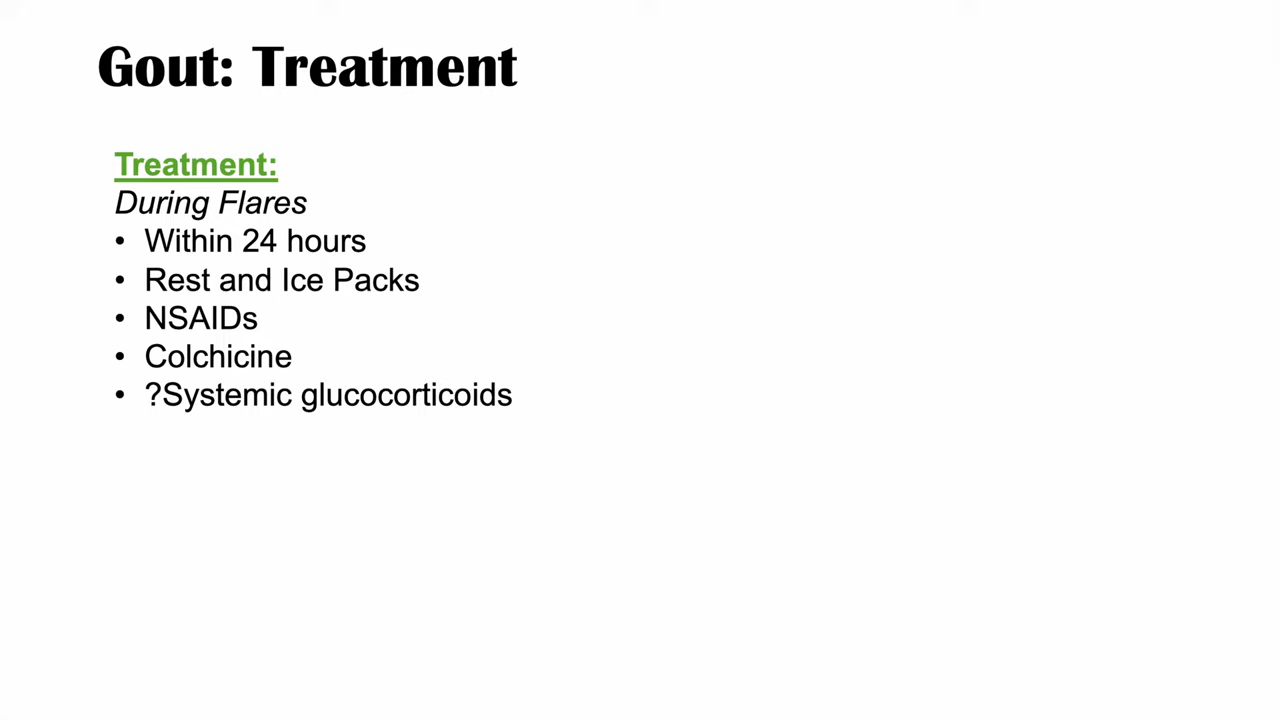 Gout: Treatment
Treatment:
During Flares
• Within 24 hours
• Rest and Ice Packs
• NSAIDs
• Colchicine
• ?Systemic glucocorticoids